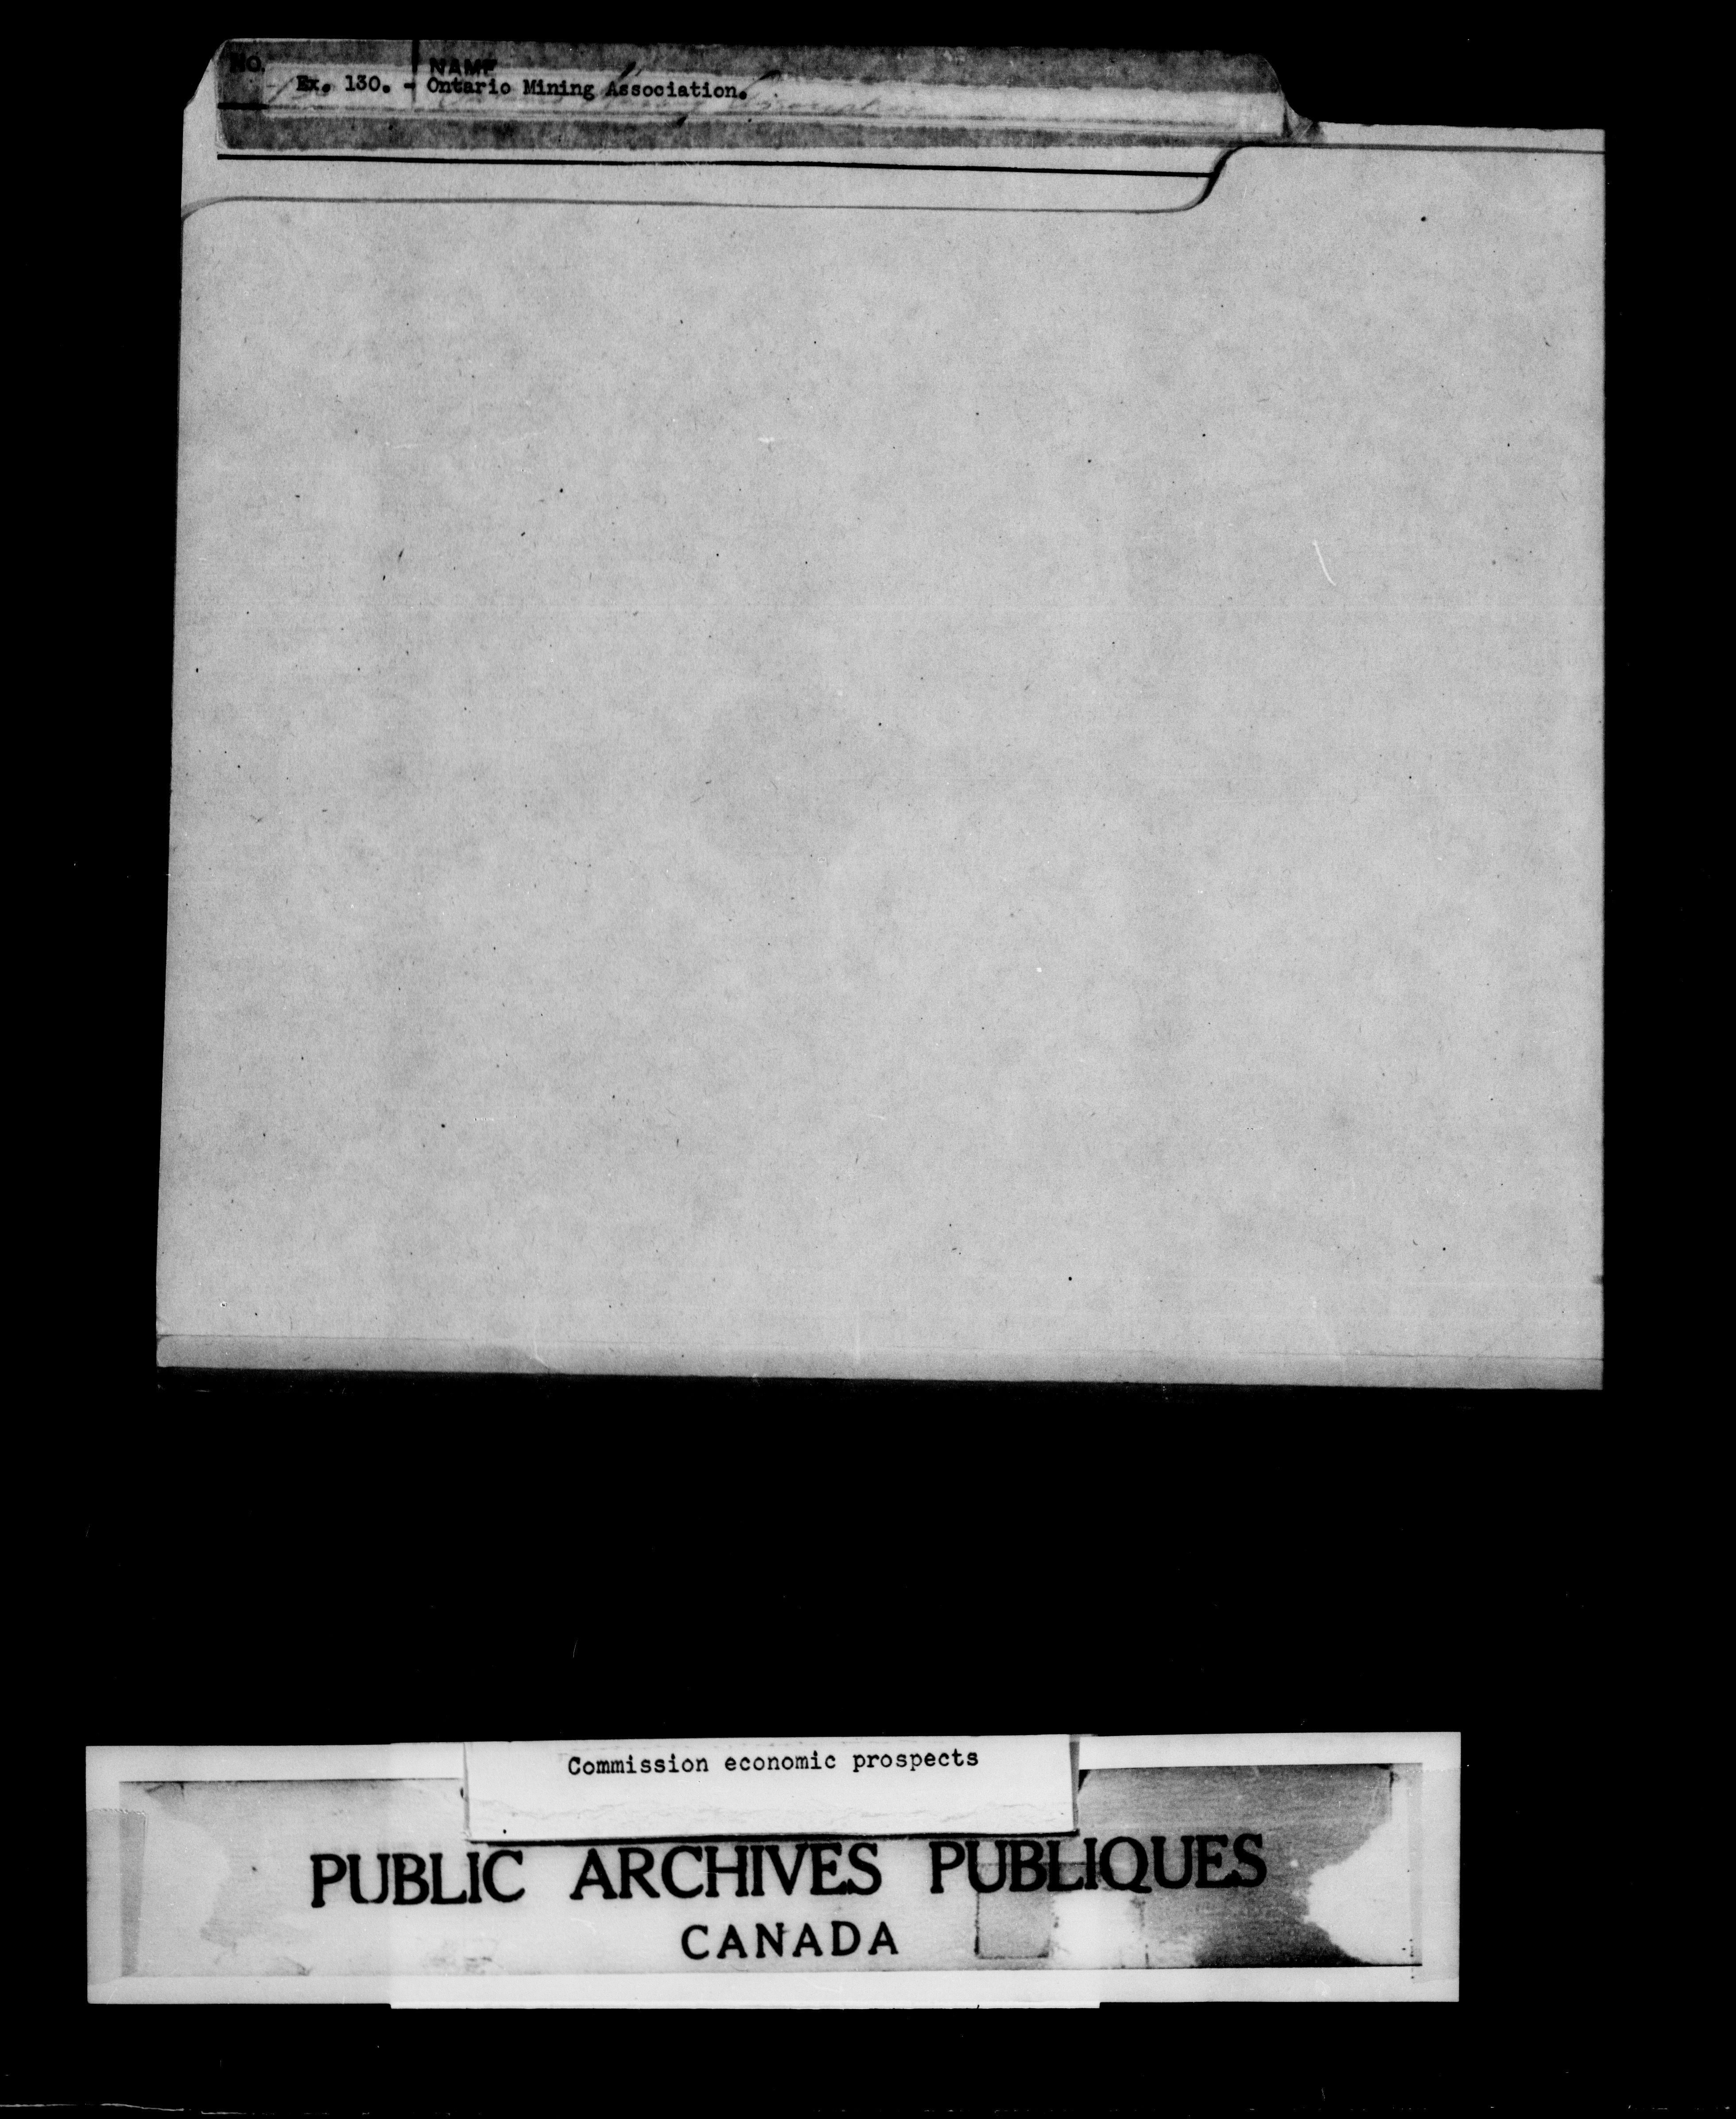 NO. NAME
Ex. 130. - Ontario Mining Association.
Commission economic prospects
PUBLIC ARCHIVES PUBLIQUES
CANADA